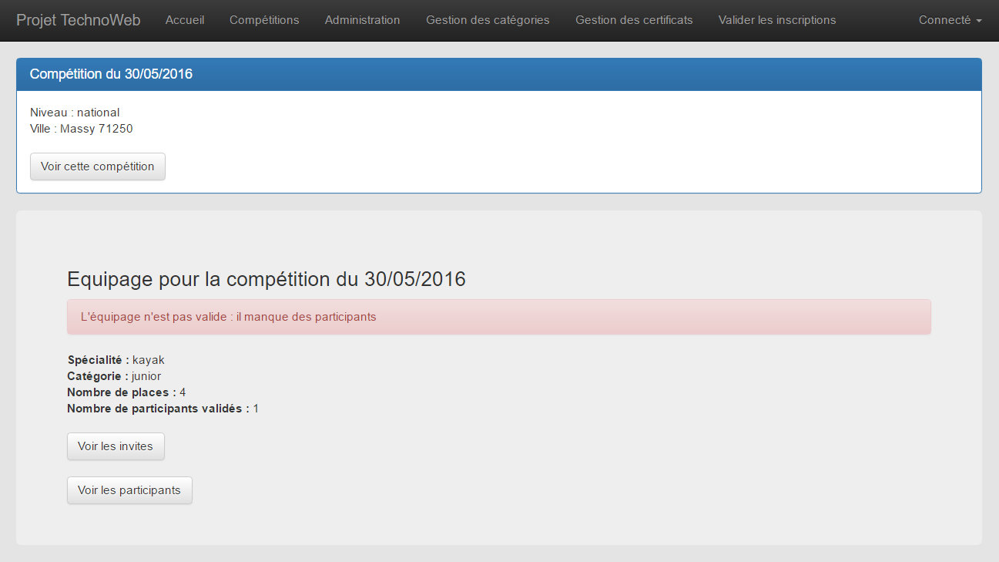 Projet TechnoWeb Accueil Compétitions Administration Gestion des catégories Gestion des certificats Valider les inscriptions Connecté
Compétition du 30/05/2016
Niveau : national
Ville : Massy 71250
Voir cette compétition
Equipage pour la compétition du 30/05/2016
L'équipage n'est pas valide : il manque des participants
Spécialité : kayak
Catégorie : junior
Nombre de places : 4
Nombre de participants validés : 1
Voir les invites
Voir les participants